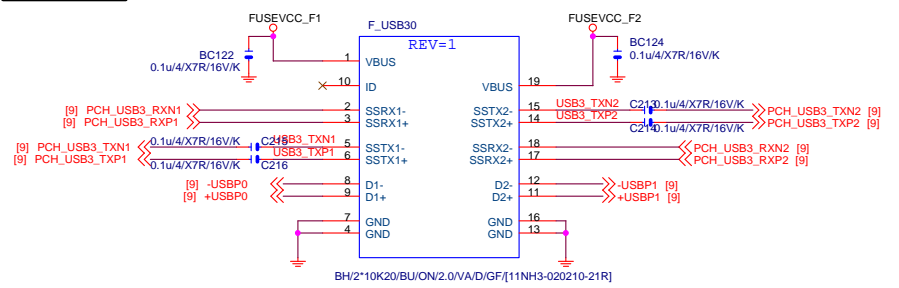 FUSEVCC_F1
F_USB30
FUSEVCC_F2
REV=1
BC122
0.1u/4/X7R/16V/K
BC124
0.1u/4/X7R/16V/K
1
VBUS
10
ID
VBUS
19
[9] PCH_USB3_RXN1
2
SSRX1-
SSTX2-
15
USB3_TXN2
C213
0.1u/4/X7R/16V/K
PCH_USB3_TXN2 [9]
[9] PCH_USB3_RXP1
3
SSRX1+
SSTX2+
14
USB3_TXP2
C214
0.1u/4/X7R/16V/K
PCH_USB3_TXP2 [9]
[9] PCH_USB3_TXN1
0.1u/4/X7R/16V/K
C215
USB3_TXN1
5
SSTX1-
SSRX2-
18
PCH_USB3_RXN2 [9]
[9] PCH_USB3_TXP1
0.1u/4/X7R/16V/K
C216
USB3_TXP1
6
SSTX1+
SSRX2+
17
PCH_USB3_RXP2 [9]
[9] -USBP0
8
D1-
D2-
12
-USBP1 [9]
[9] +USBP0
9
D1+
D2+
11
+USBP1 [9]
7
GND
GND
16
4
GND
GND
13
BH/2*10K20/BU/ON/2.0/VA/D/GF/[11NH3-020210-21R]